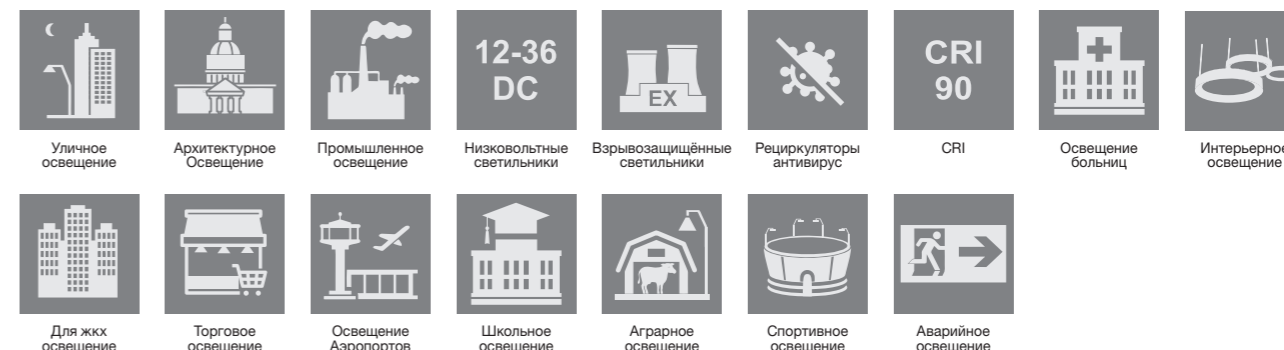 12-36
DC
EX
CRI
90
Уличное
освещение
Архитектурное
Освещение
Промышленное
освещение
Низковольтные
светильники
Взрывозащищённые
светильники
Рециркуляторы
антивирус
CRI
Освещение
больниц
Интерьерное
освещение
Для жкх
освещение
Торговое
освещение
Освещение
Аэропортов
Школьное
освещение
Аграрное
освещение
Спортивное
освещение
Аварийное
освещение